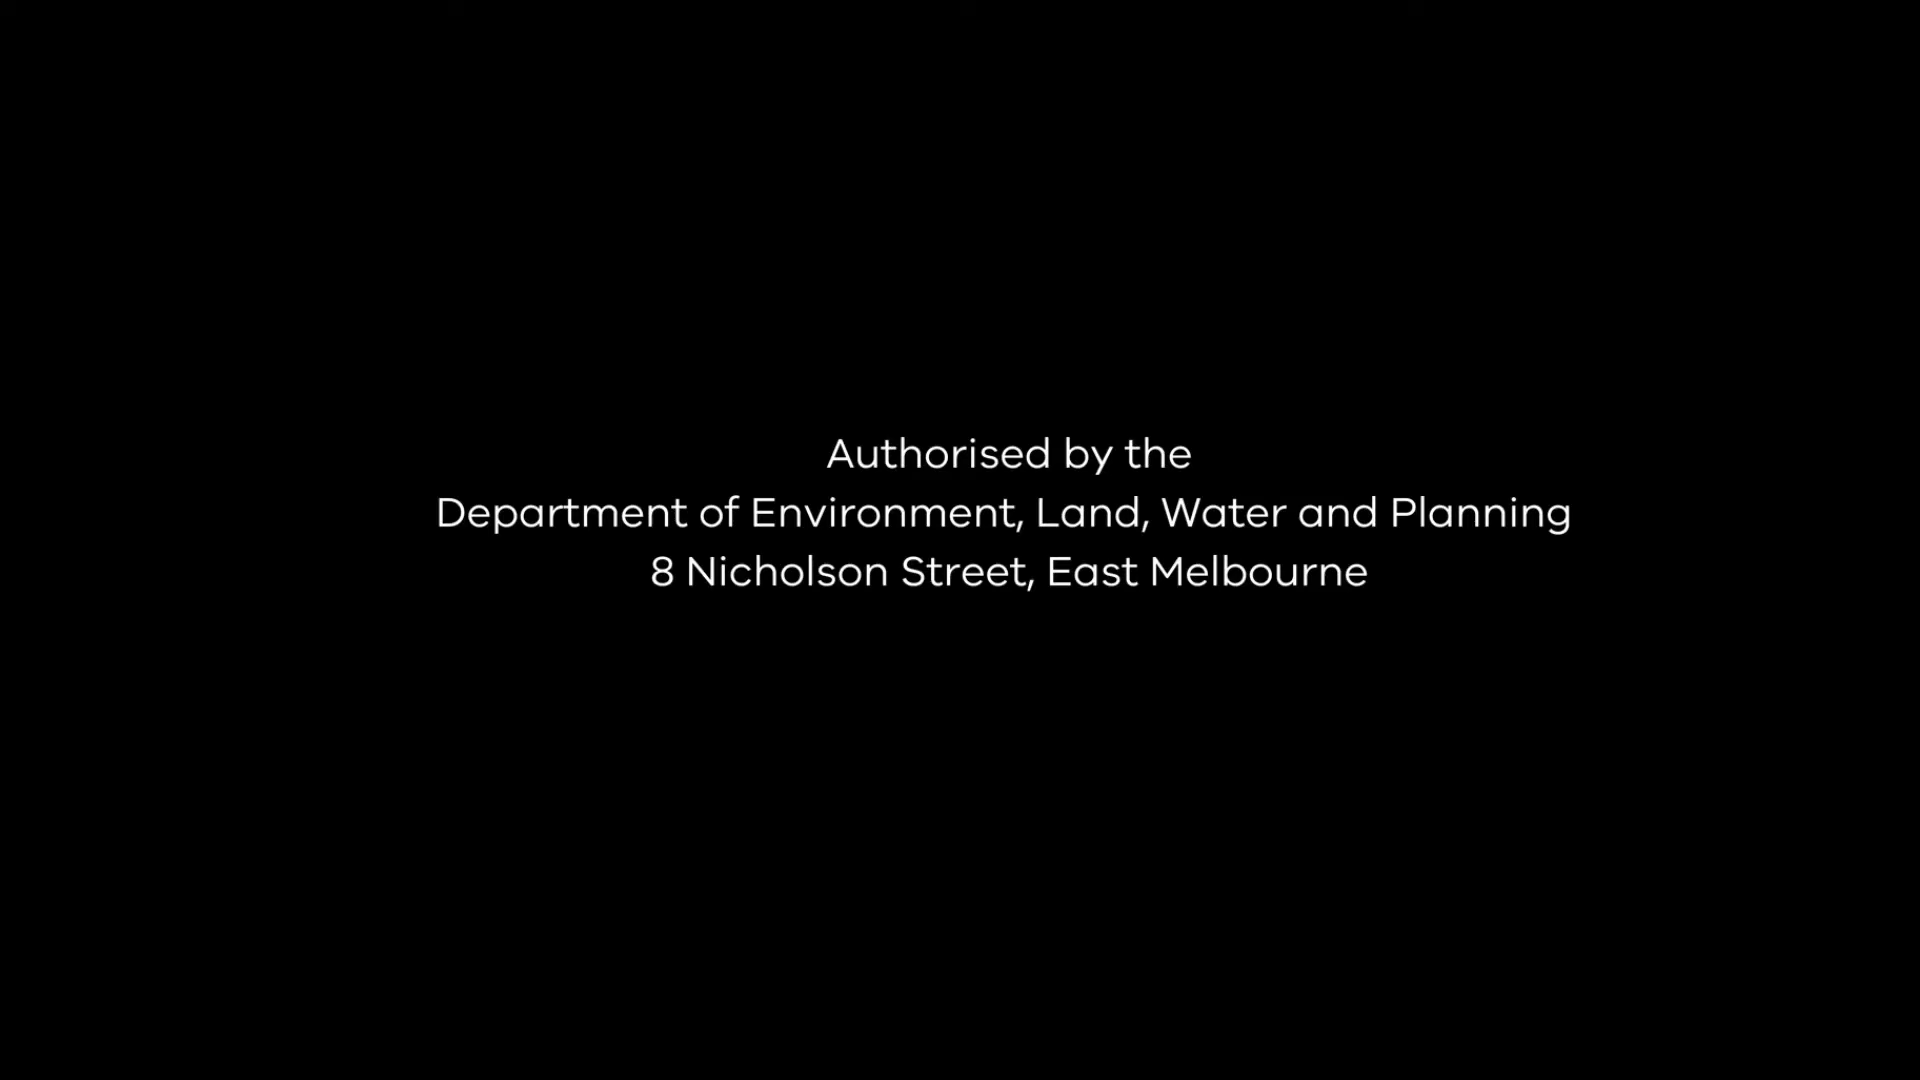 Authorised by the
Department of Environment, Land, Water and Planning
8 Nicholson Street, East Melbourne